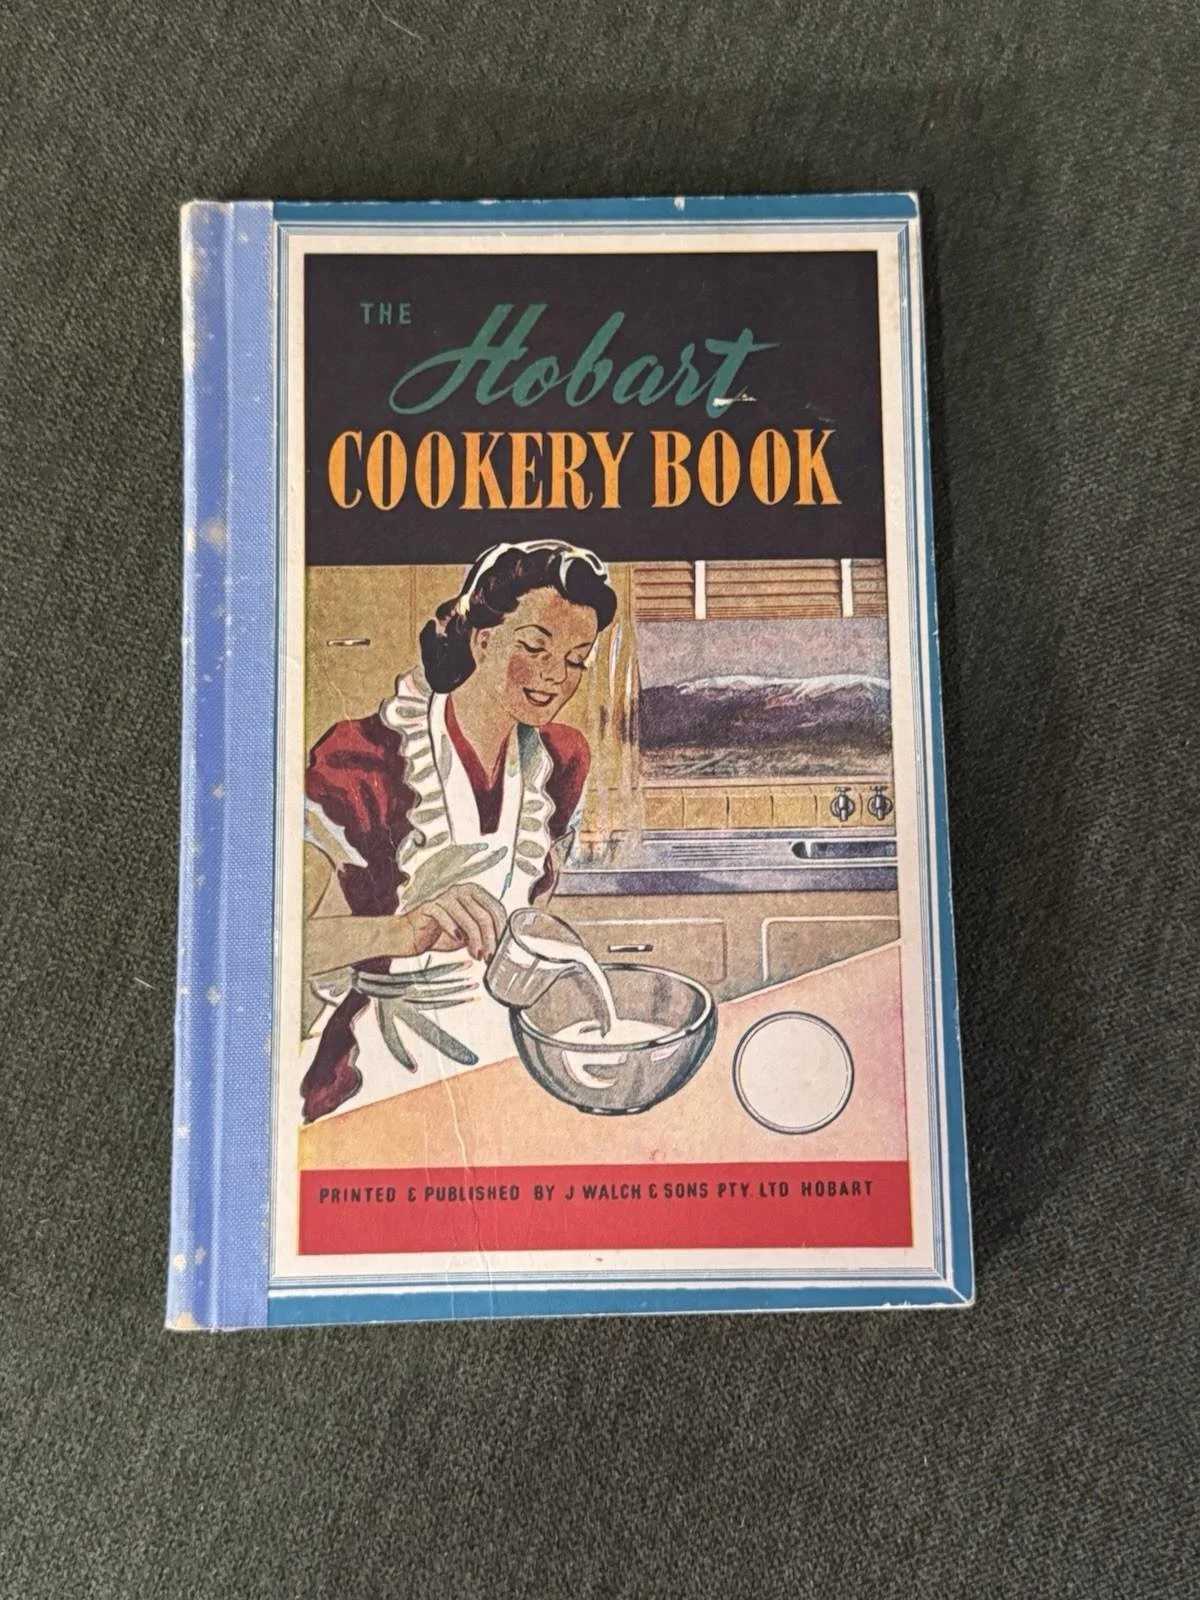 THE
Hobart
COOKERY BOOK
PRINTED & PUBLISHED BY J WALCH & SONS PTY. LTD HOBART